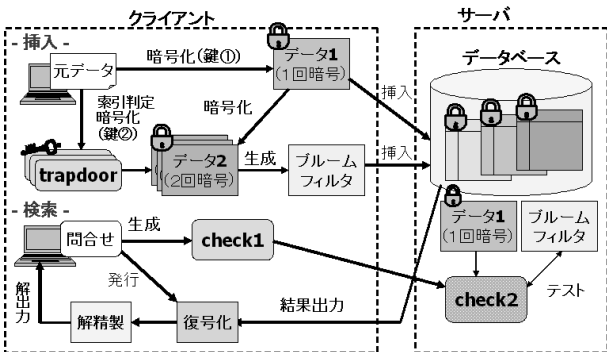 クライアント
サーバ
- 挿入 -
元データ
暗号化(鍵①)
データ1
(1回暗号)
挿入
データベース
索引判定
暗号化
(鍵②)
暗号化
trapdoor
データ2
(2回暗号)
生成
ブルーム
フィルタ
挿入
- 検索 -
問合せ
生成
check1
データ1
(1回暗号)
ブルーム
フィルタ
発行
解出力
解精製
復号化
結果出力
check2
テスト